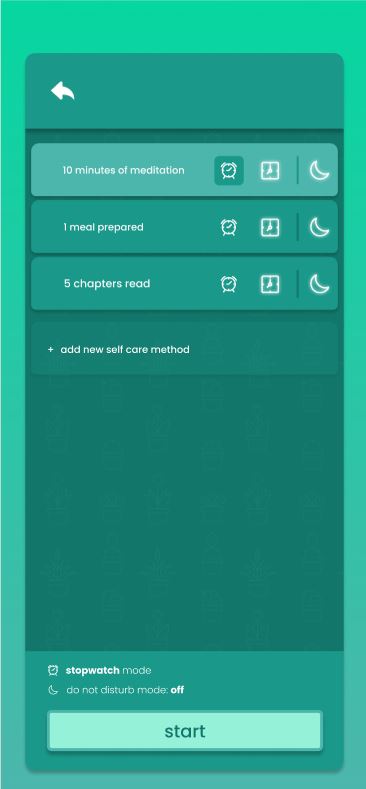 10 minutes of meditation
1 meal prepared
5 chapters read
+ add new self care method
stopwatch mode
do not disturb mode: off
start